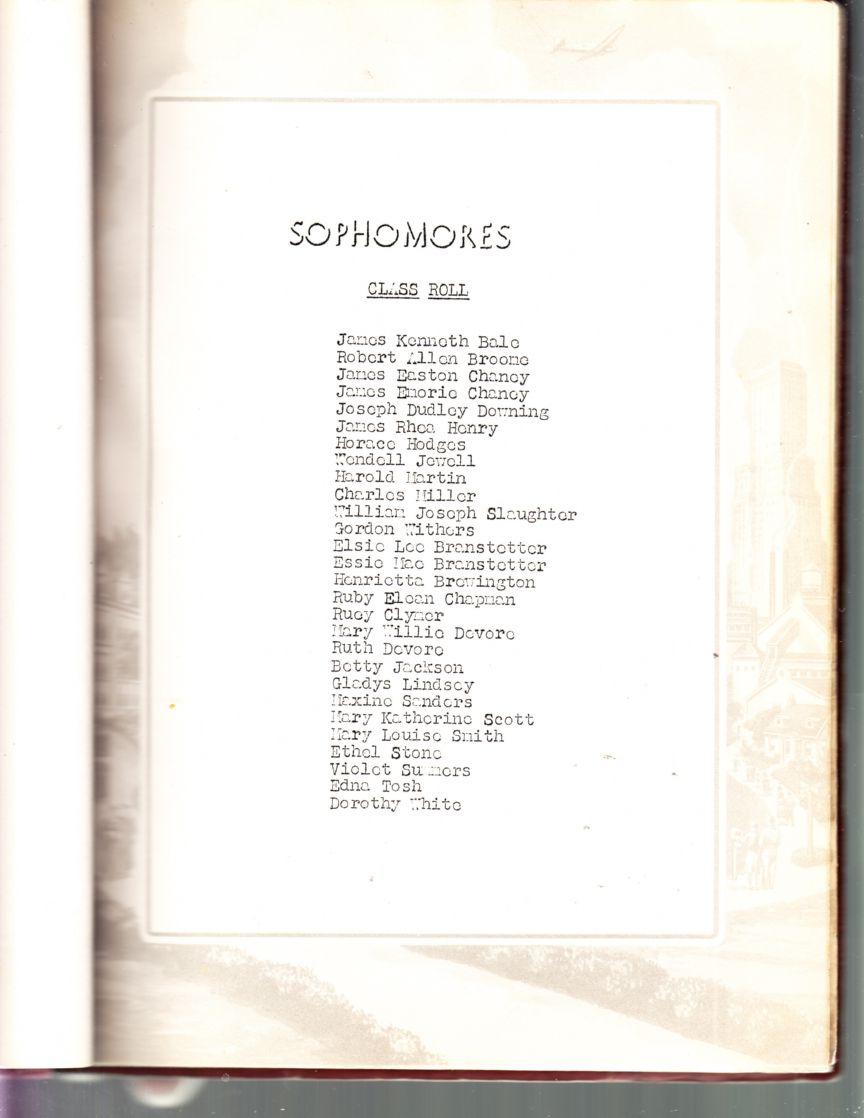 SOPHOMORES
CLASS ROLL
James Kenneth Bale
Robert Allen Broome
James Easton Chaney
James Emorie Chaney
Joseph Dudley Downing
James Rhea Henry
Horace Hodges
Wendell Jewell
Harold Martin
Charles Miller
William Joseph Slaughter
Gordon Withers
Elsie Lee Branstetter
Essie Mae Branstetter
Henrietta Brewington
Ruby Elean Chapman
Ruey Clymer
Mary Willie Devore
Ruth Devore
Betty Jackson
Gladys Lindsey
Maxine Sanders
Mary Katherine Scott
Mary Louise Smith
Ethel Stone
Violet Summers
Edna Tosh
Dorothy White